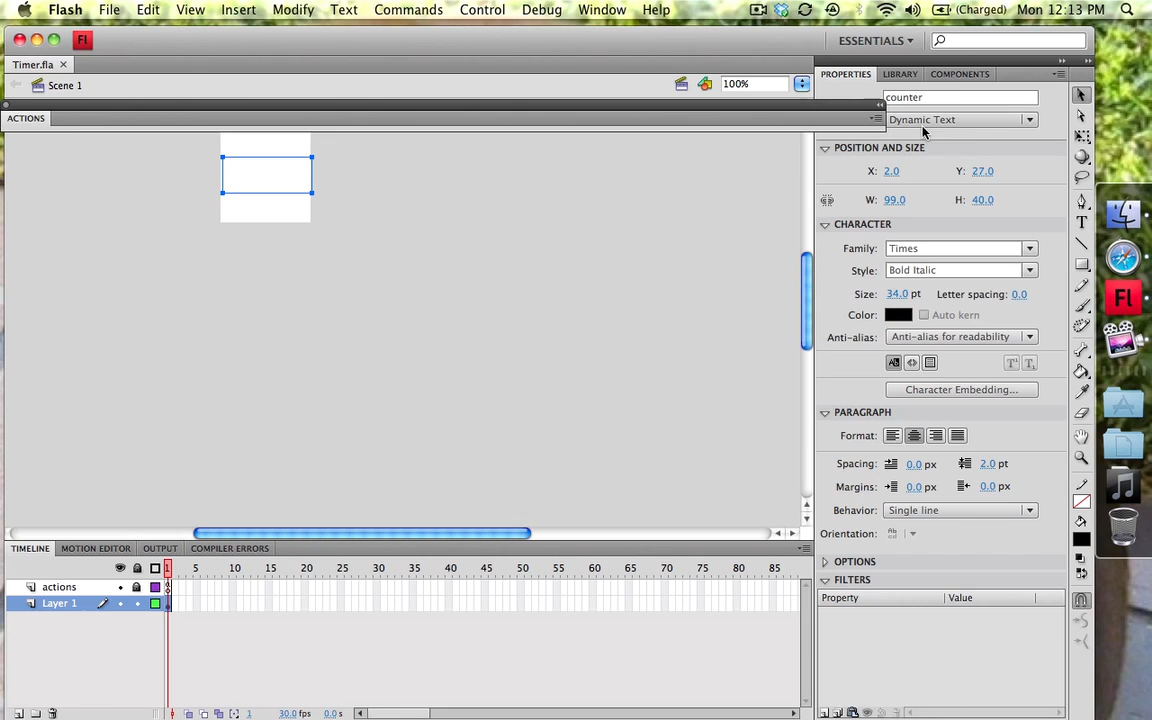 Flash File Edit View Insert Modify Text Commands Control Debug Window Help (Charged) Mon 12:13 PM
Fl ESSENTIALS
Timer.fla
Scene 1 100%
PROPERTIES LIBRARY COMPONENTS
counter
ACTIONS
Dynamic Text
POSITION AND SIZE
X: 2.0 Y: 27.0
W: 99.0 H: 40.0
CHARACTER
Family: Times
Style: Bold Italic
Size: 34.0 pt Letter spacing: 0.0
Color: Auto kern
Anti-alias: Anti-alias for readability
Character Embedding...
PARAGRAPH
Format:
Spacing: 0.0 px 2.0 pt
Margins: 0.0 px 0.0 px
Behavior: Single line
Orientation:
OPTIONS
FILTERS
Property Value
TIMELINE MOTION EDITOR OUTPUT COMPILER ERRORS
1 5 10 15 20 25 30 35 40 45 50 55 60 65 70 75 80 85
actions
Layer 1
1 30.0 fps 0.0 s
Fl